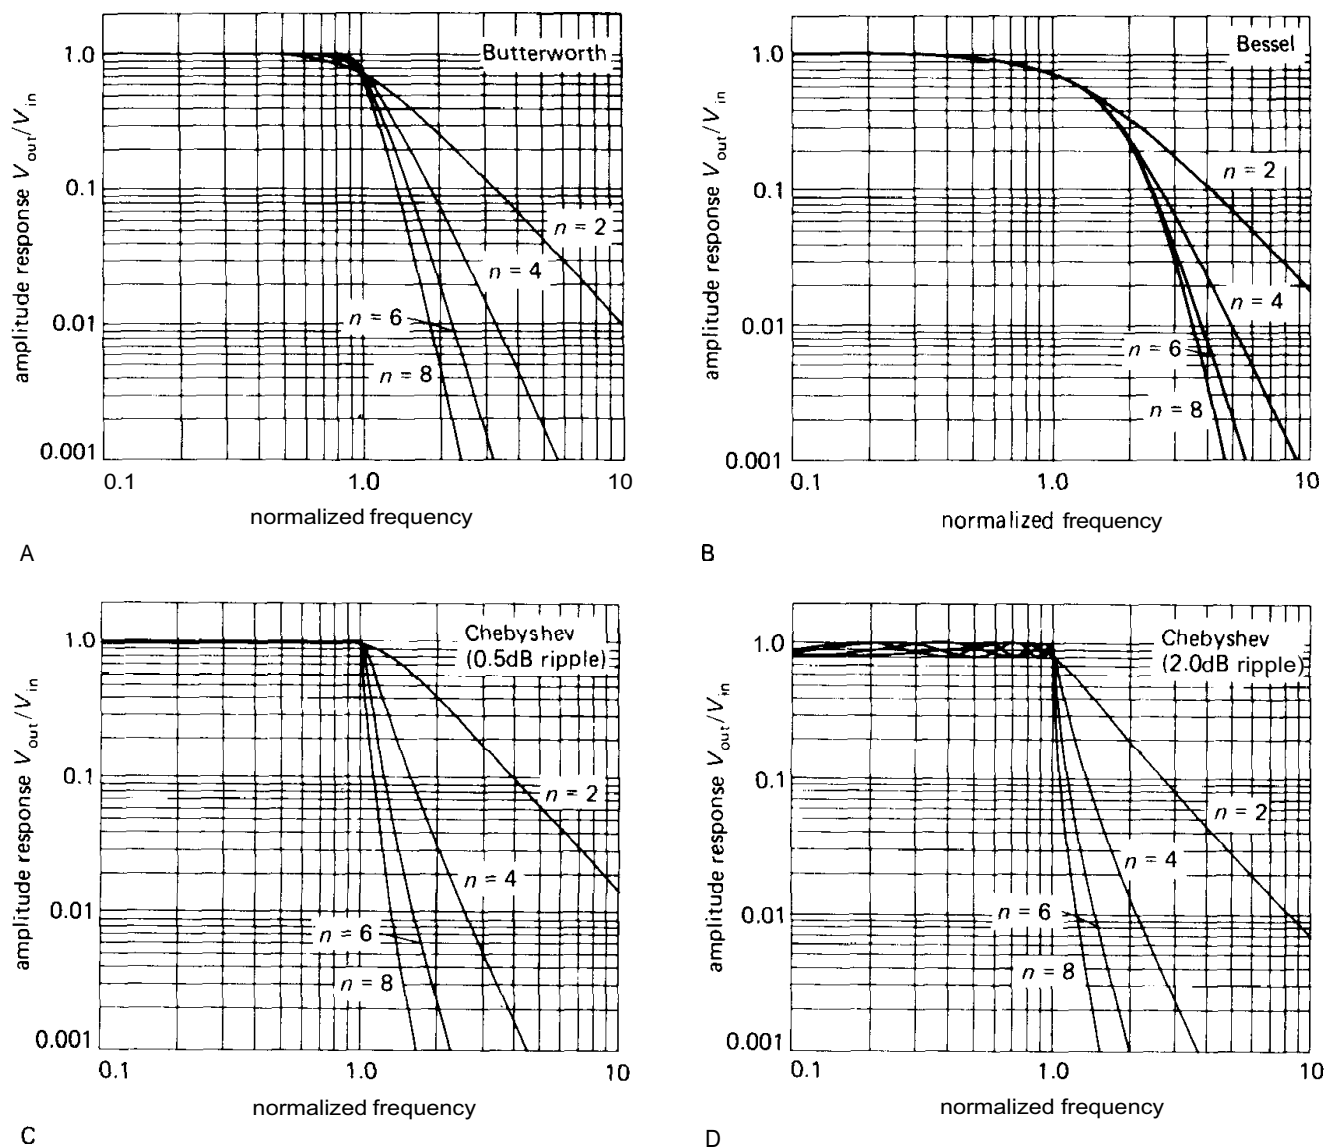 Butterworth
amplitude response Vout/Vin
1.0
0.1
0.01
0.001
n = 2
n = 4
n = 6
n = 8
0.1
1.0
10
normalized frequency
A
Bessel
amplitude response Vout/Vin
1.0
0.1
0.01
0.001
n = 2
n = 4
n = 6
n = 8
0.1
1.0
10
normalized frequency
B
Chebyshev
(0.5dB ripple)
amplitude response Vout/Vin
1.0
0.1
0.01
0.001
n = 2
n = 4
n = 6
n = 8
0.1
1.0
10
normalized frequency
C
Chebyshev
(2.0dB ripple)
amplitude response Vout/Vin
1.0
0.1
0.01
0.001
n = 2
n = 4
n = 6
n = 8
0.1
1.0
10
normalized frequency
D